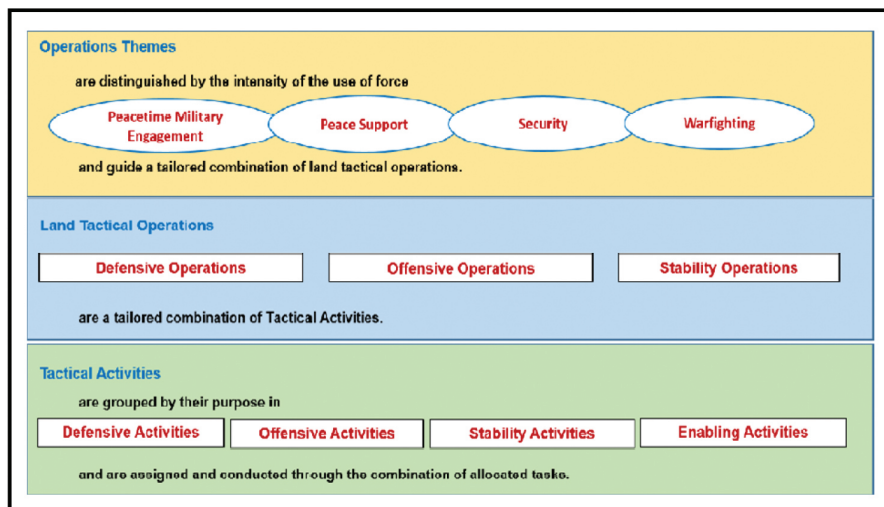 Operations Themes
are distinguished by the intensity of the use of force
Peacetime Military
Engagement
Peace Support
Security
Warfighting
and guide a tailored combination of land tactical operations.
Land Tactical Operations
Defensive Operations
Offensive Operations
Stability Operations
are a tailored combination of Tactical Activities.
Tactical Activities
are grouped by their purpose in
Defensive Activities
Offensive Activities
Stability Activities
Enabling Activities
and are assigned and conducted through the combination of allocated tasks.